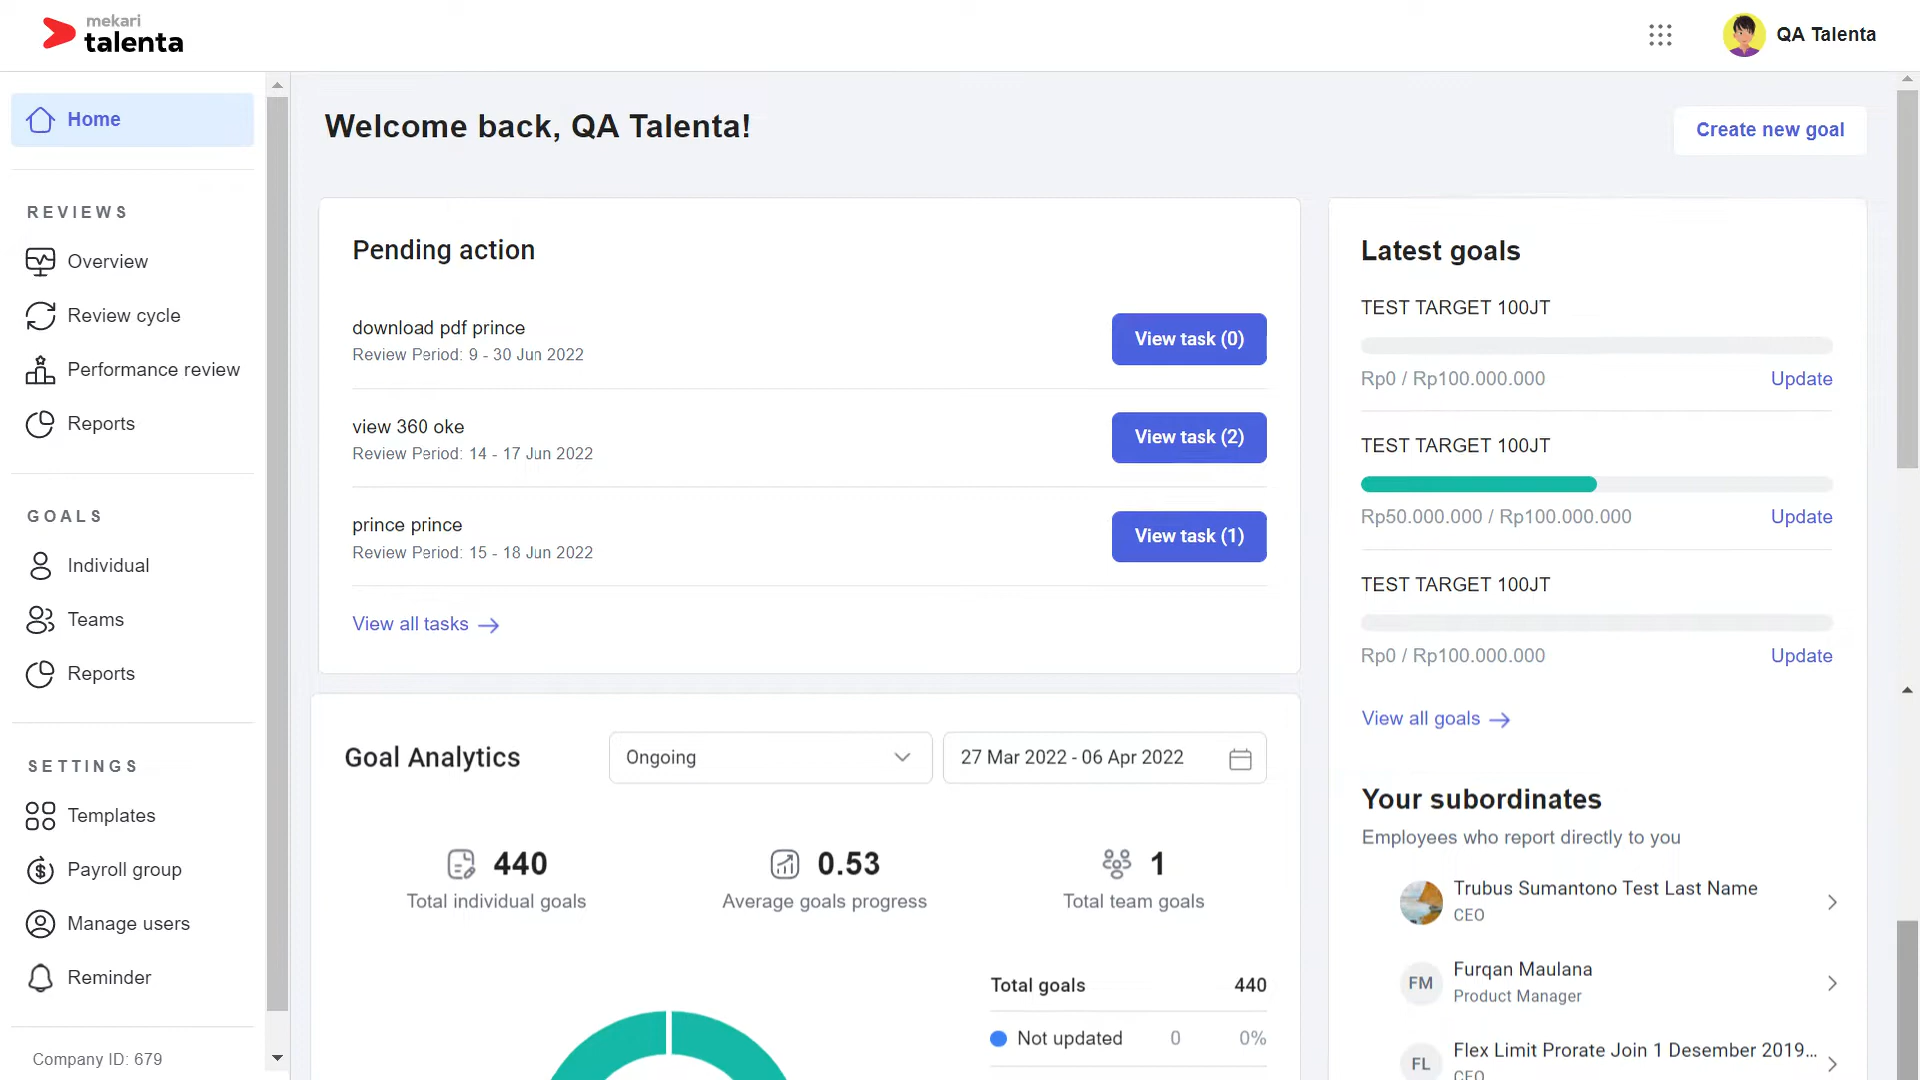 mekari
talenta
QA Talenta
Home
REVIEWS
Overview
Review cycle
Performance review
Reports
GOALS
Individual
Teams
Reports
SETTINGS
Templates
Payroll group
Manage users
Reminder
Company ID: 679
Welcome back, QA Talenta!
Create new goal
Pending action
download pdf prince
Review Period: 9 - 30 Jun 2022
View task (0)
view 360 oke
Review Period: 14 - 17 Jun 2022
View task (2)
prince prince
Review Period: 15 - 18 Jun 2022
View task (1)
View all tasks
Goal Analytics
Ongoing
27 Mar 2022 - 06 Apr 2022
440
Total individual goals
0.53
Average goals progress
1
Total team goals
Total goals 440
Not updated 0 0%
Latest goals
TEST TARGET 100JT
Rp0 / Rp100.000.000 Update
TEST TARGET 100JT
Rp50.000.000 / Rp100.000.000 Update
TEST TARGET 100JT
Rp0 / Rp100.000.000 Update
View all goals
Your subordinates
Employees who report directly to you
Trubus Sumantono Test Last Name
CEO
FM
Furqan Maulana
Product Manager
FL
Flex Limit Prorate Join 1 Desember 2019...
CEO